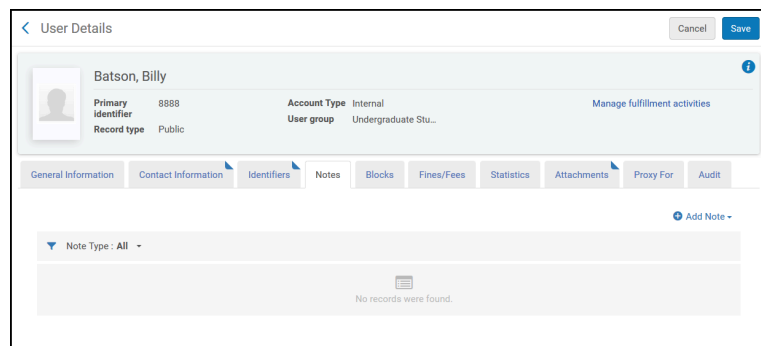 User Details
Cancel
Save
Batson, Billy
Primary identifier 8888
Account Type Internal
User group Undergraduate Stu...
Record type Public
Manage fulfillment activities
General Information Contact Information Identifiers Notes Blocks Fines/Fees Statistics Attachments Proxy For Audit
Add Note
Note Type : All
No records were found.